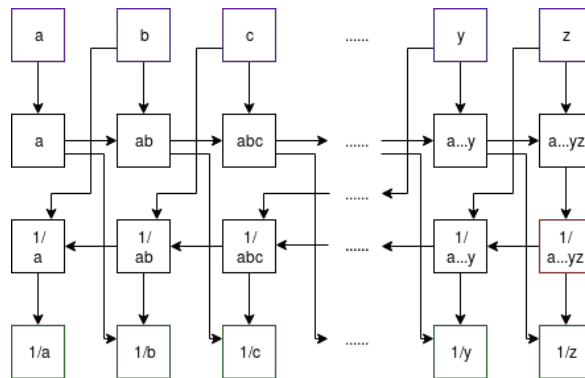 a b c ...... y z
a ab abc ...... a...y a...yz
......
1/ 1/ 1/ ...... 1/ 1/
a ab abc a...y a...yz
1/a 1/b 1/c ...... 1/y 1/z